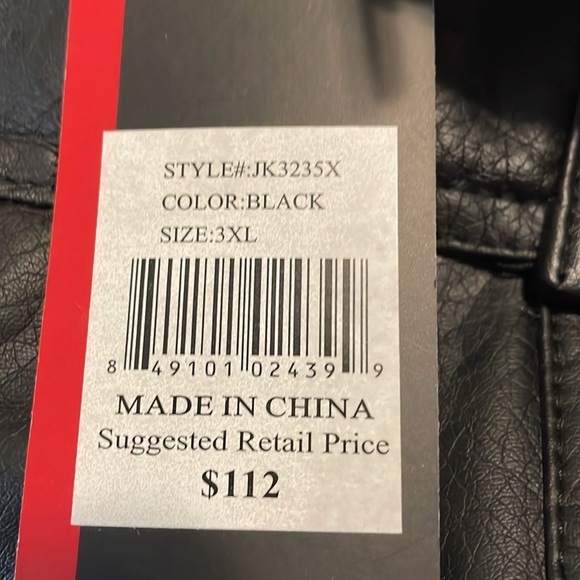 STYLE#:JK3235X
COLOR:BLACK
SIZE:3XL
8 49101 02439 9
MADE IN CHINA
Suggested Retail Price
$112